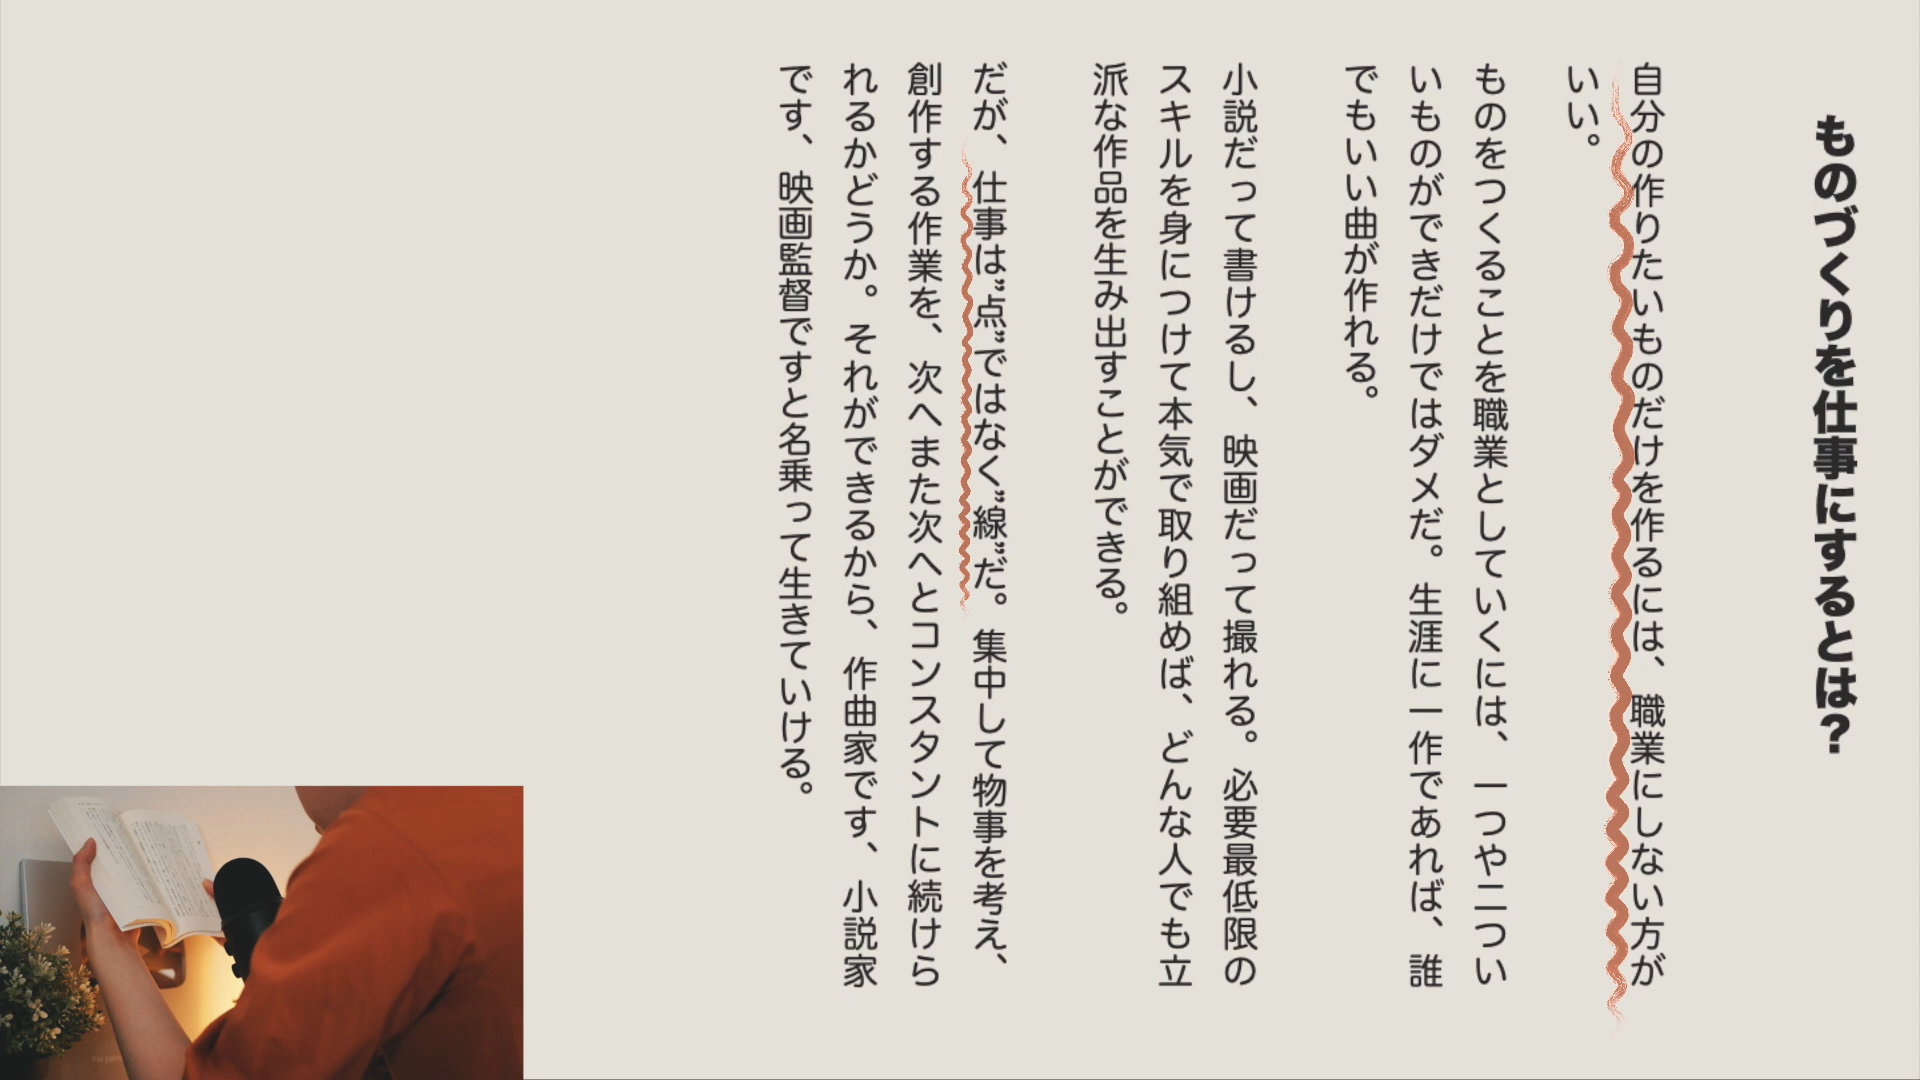 ものづくりを仕事にするとは？
自分の作りたいものだけを作るには、職業にしない方が
いい。
ものをつくることを職業としていくには、一つや二ついい
いものができだけではダメだ。生涯に一作であれば、誰
でもいい曲が作れる。
小説だって書けるし、映画だって撮れる。必要最低限の
スキルを身につけて本気で取り組めば、どんな人でも立
派な作品を生み出すことができる。
だが、仕事は”点”ではなく”線”だ。集中して物事を考え、
創作する作業を、次へまた次へとコンスタントに続けら
れるかどうか。それができるから、作曲家です、小説家
です、映画監督ですと名乗って生きていける。